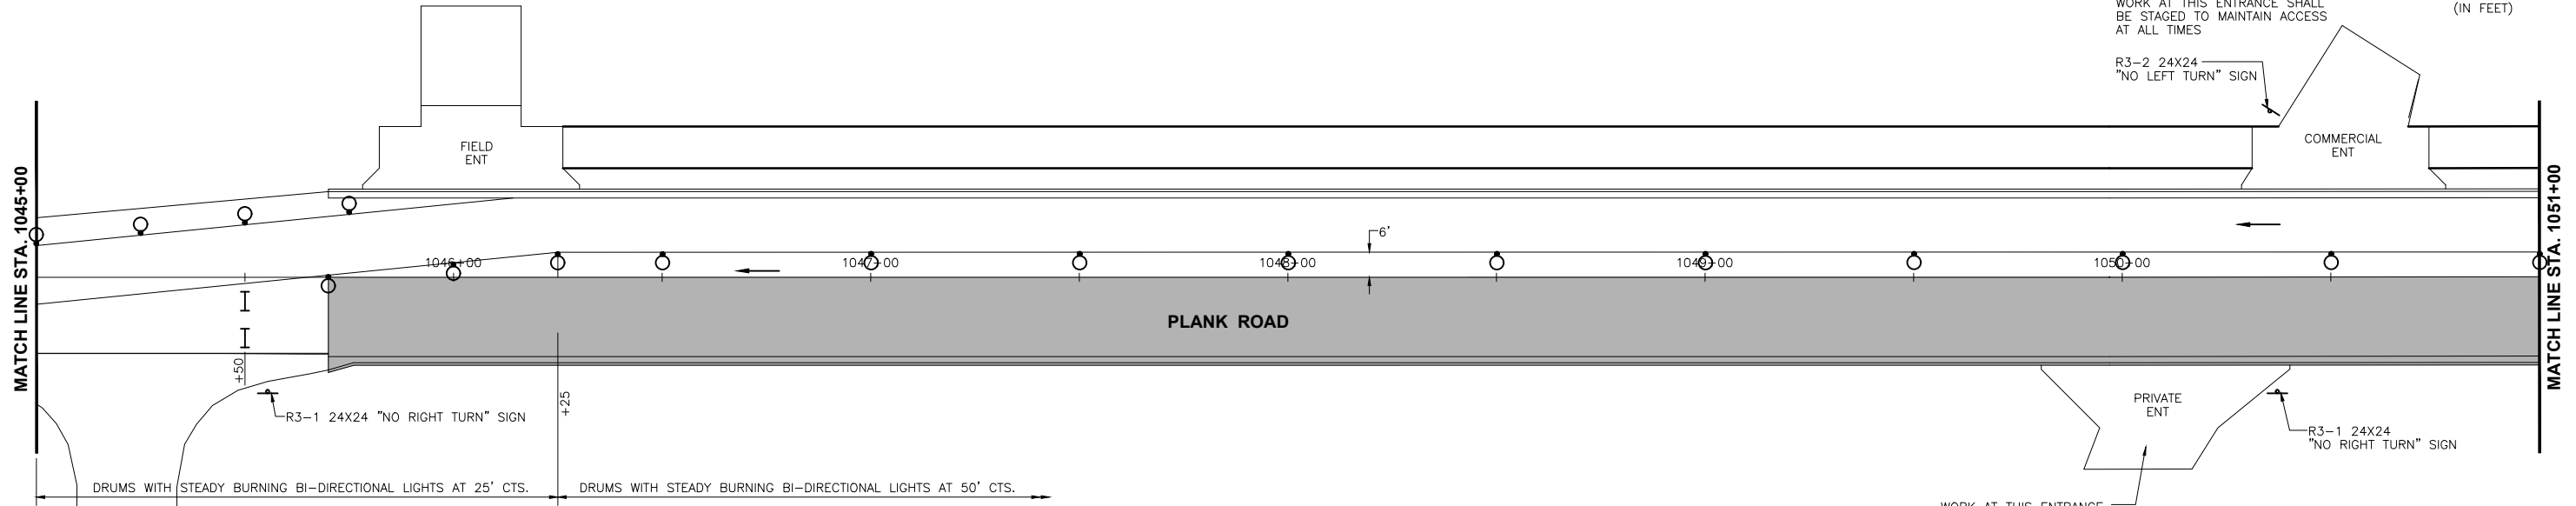 WORK AT THIS ENTRANCE SHALL
BE STAGED TO MAINTAIN ACCESS
AT ALL TIMES
(IN FEET)
R3-2 24X24
"NO LEFT TURN" SIGN
FIELD
ENT
COMMERCIAL
ENT
MATCH LINE STA. 1045+00
MATCH LINE STA. 1051+00
6'
1046+00
1047+00
1048+00
1049+00
1050+00
PLANK ROAD
+50
+25
R3-1 24X24 "NO RIGHT TURN" SIGN
PRIVATE
ENT
R3-1 24X24
"NO RIGHT TURN" SIGN
DRUMS WITH STEADY BURNING BI-DIRECTIONAL LIGHTS AT 25' CTS.
DRUMS WITH STEADY BURNING BI-DIRECTIONAL LIGHTS AT 50' CTS.
WORK AT THIS ENTRANCE